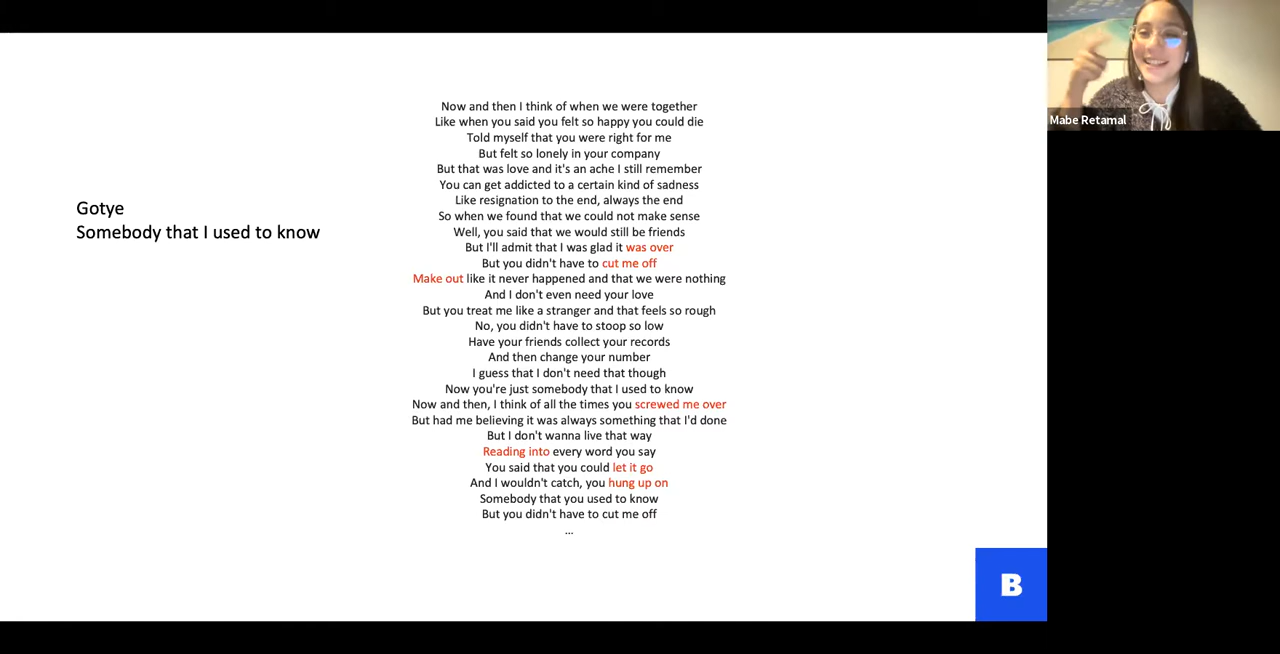 Gotye
Somebody that I used to know
Now and then I think of when we were together
Like when you said you felt so happy you could die
Told myself that you were right for me
But felt so lonely in your company
But that was love and it's an ache I still remember
You can get addicted to a certain kind of sadness
Like resignation to the end, always the end
So when we found that we could not make sense
Well, you said that we would still be friends
But I'll admit that I was glad it was over
But you didn't have to cut me off
Make out like it never happened and that we were nothing
And I don't even need your love
But you treat me like a stranger and that feels so rough
No, you didn't have to stoop so low
Have your friends collect your records
And then change your number
I guess that I don't need that though
Now you're just somebody that I used to know
Now and then, I think of all the times you screwed me over
But had me believing it was always something that I'd done
But I don't wanna live that way
Reading into every word you say
You said that you could let it go
And I wouldn't catch, you hung up on
Somebody that you used to know
But you didn't have to cut me off
...
Mabe Retamal
B